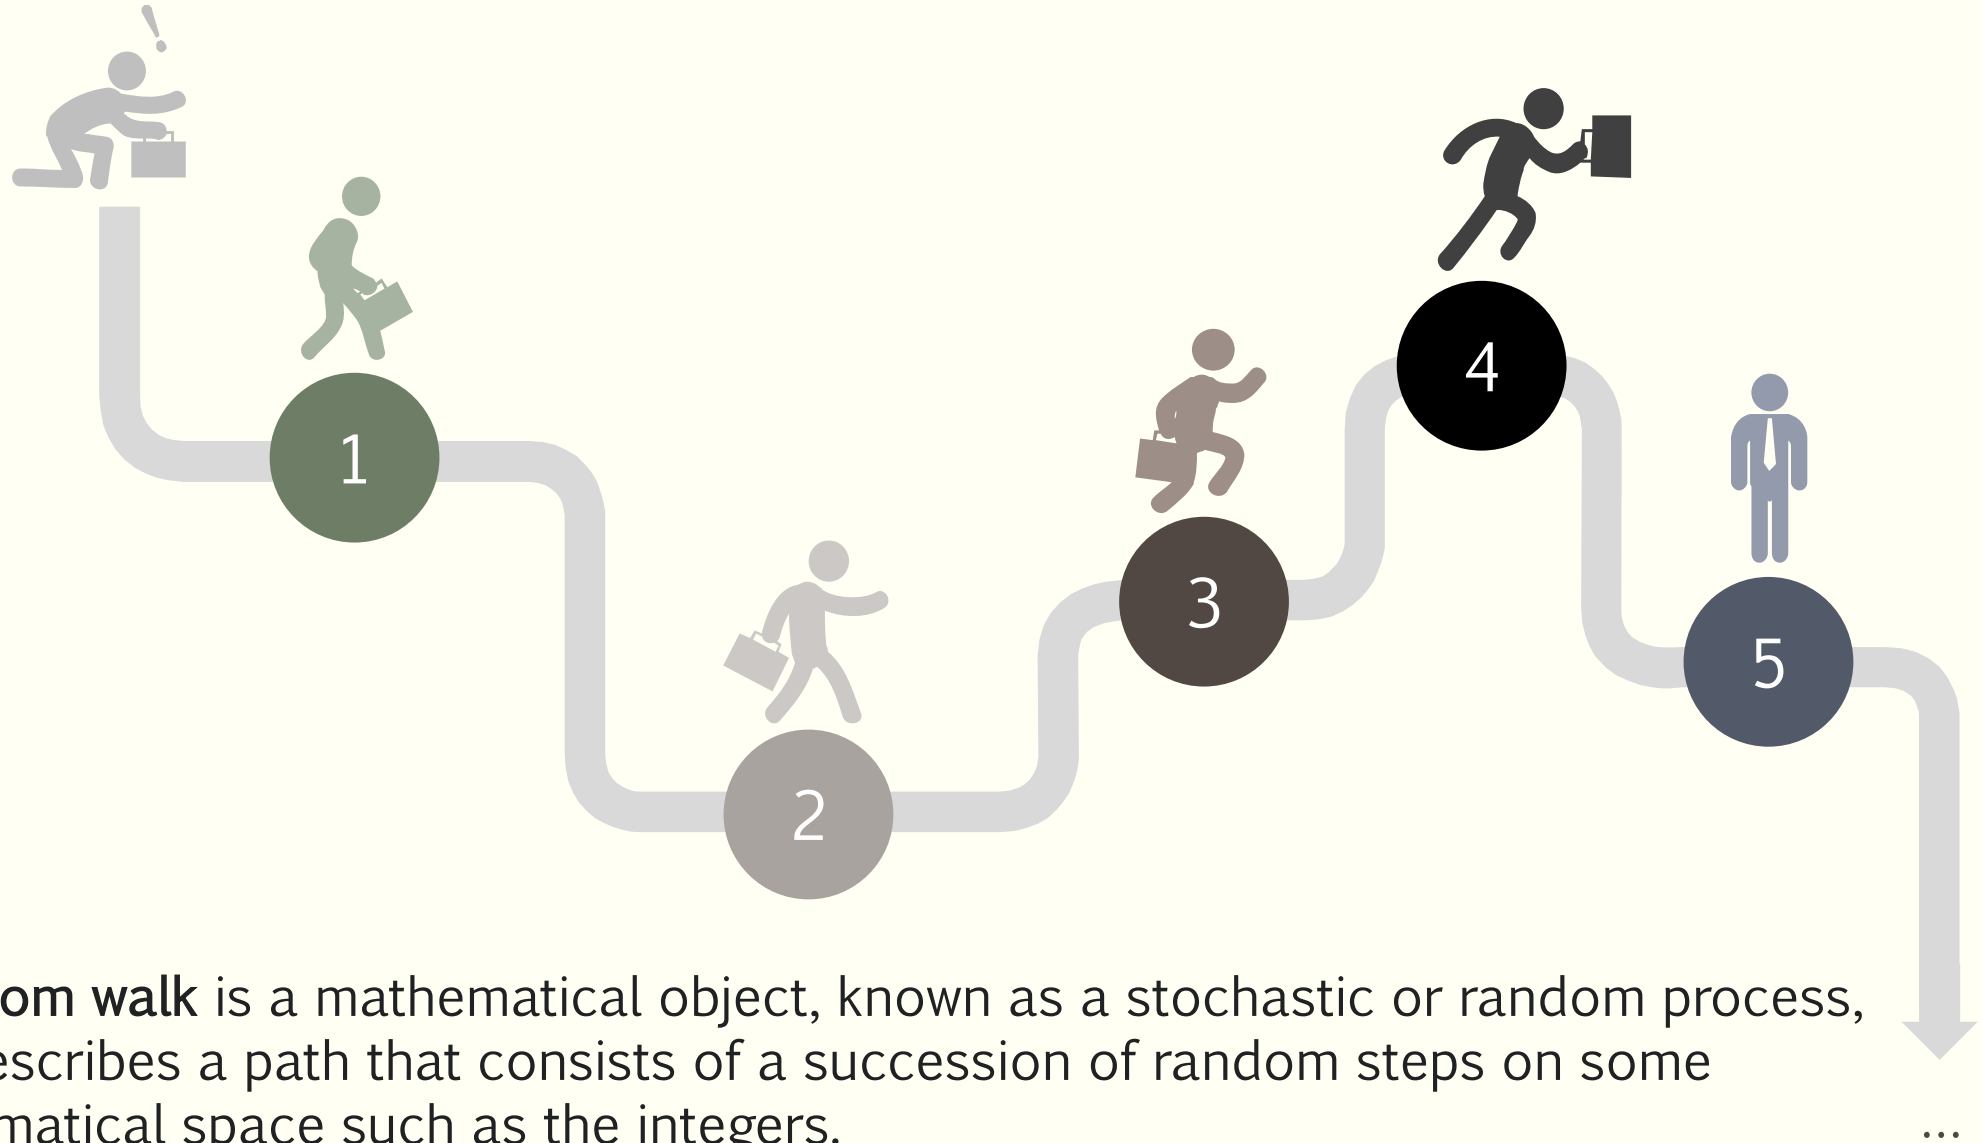 1
2
3
4
5
om walk is a mathematical object, known as a stochastic or random process,
escribes a path that consists of a succession of random steps on some
matical space such as the integers.
...